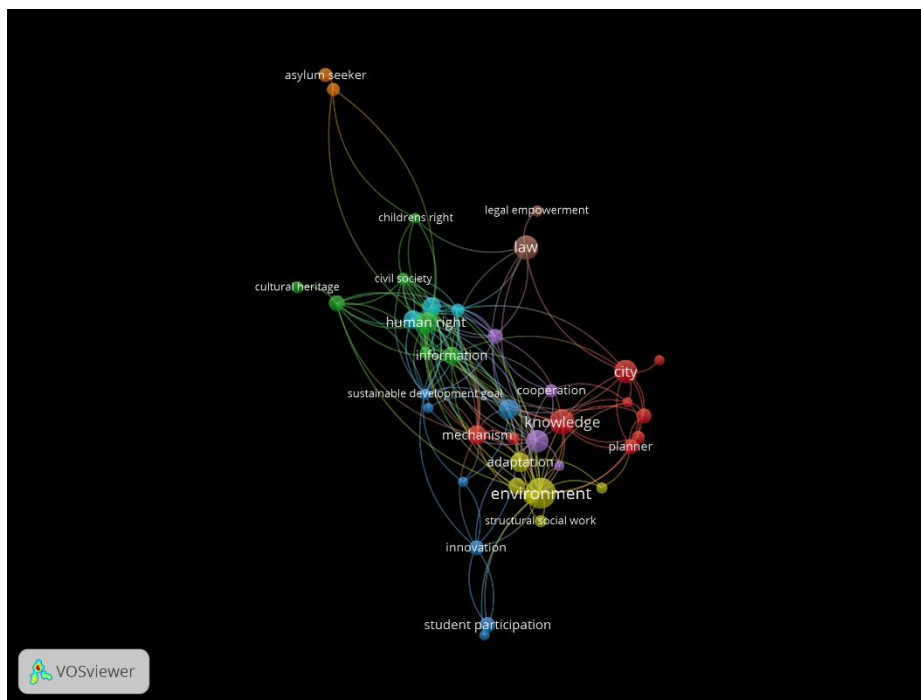 asylum seeker
legal empowerment
childrens right
law
civil society
cultural heritage
human right
information
city
sustainable development goal
cooperation
knowledge
mechanism
planner
adaptation
environment
structural social work
innovation
student participation
VOSviewer